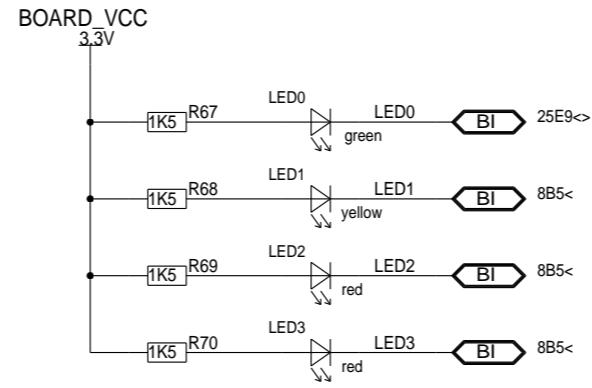 BOARD_VCC
3.3V
1K5 R67 LED0 LED0 BI 25E9<>
green
1K5 R68 LED1 LED1 BI 8B5<
yellow
1K5 R69 LED2 LED2 BI 8B5<
red
1K5 R70 LED3 LED3 BI 8B5<
red